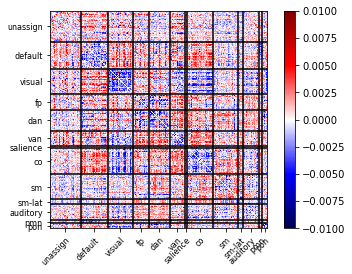 unassign
default
visual
fp
dan
van
salience
co
sm
sm-lat
auditory
pmn
pon
unassign
default
visual
fp
dan
van
salience
co
sm
sm-lat
auditory
0.0100
0.0075
0.0050
0.0025
0.0000
−0.0025
−0.0050
−0.0075
−0.0100